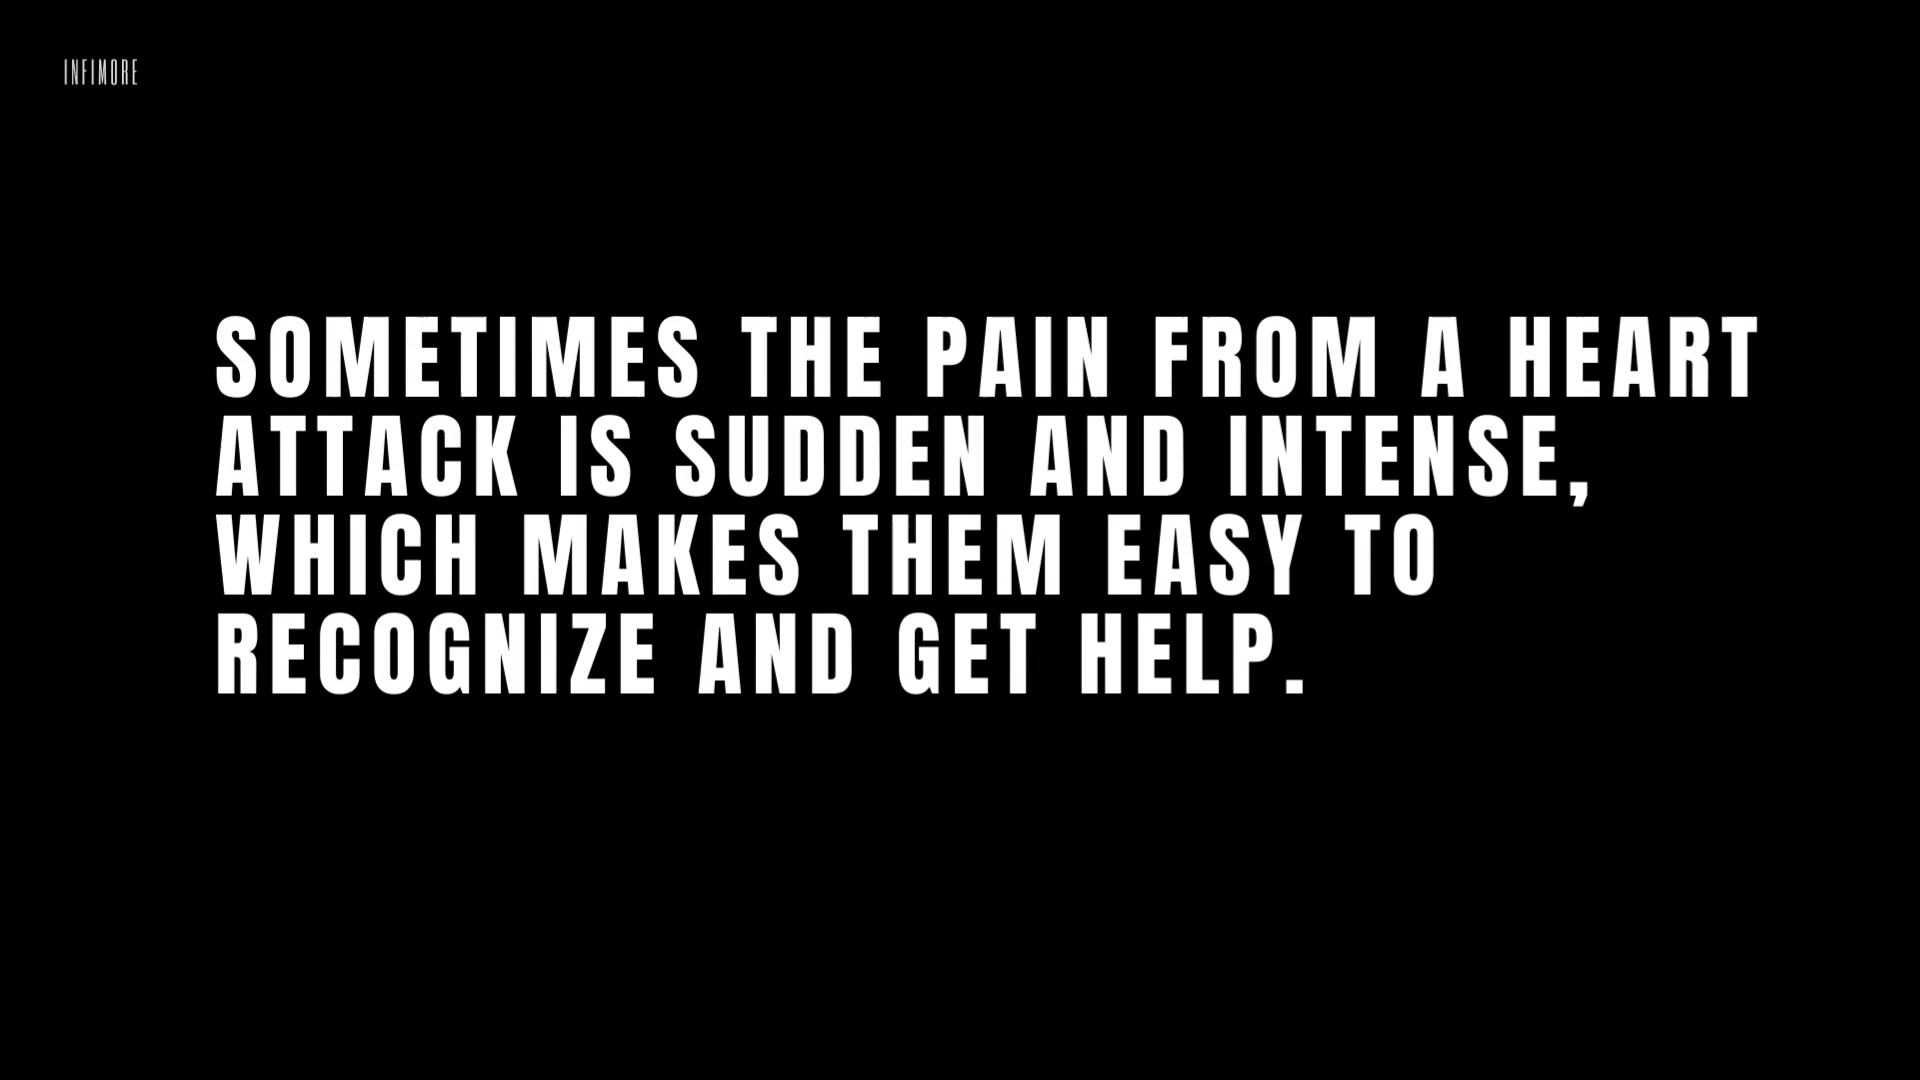 INFIMORE
SOMETIMES THE PAIN FROM A HEART
ATTACK IS SUDDEN AND INTENSE,
WHICH MAKES THEM EASY TO
RECOGNIZE AND GET HELP.